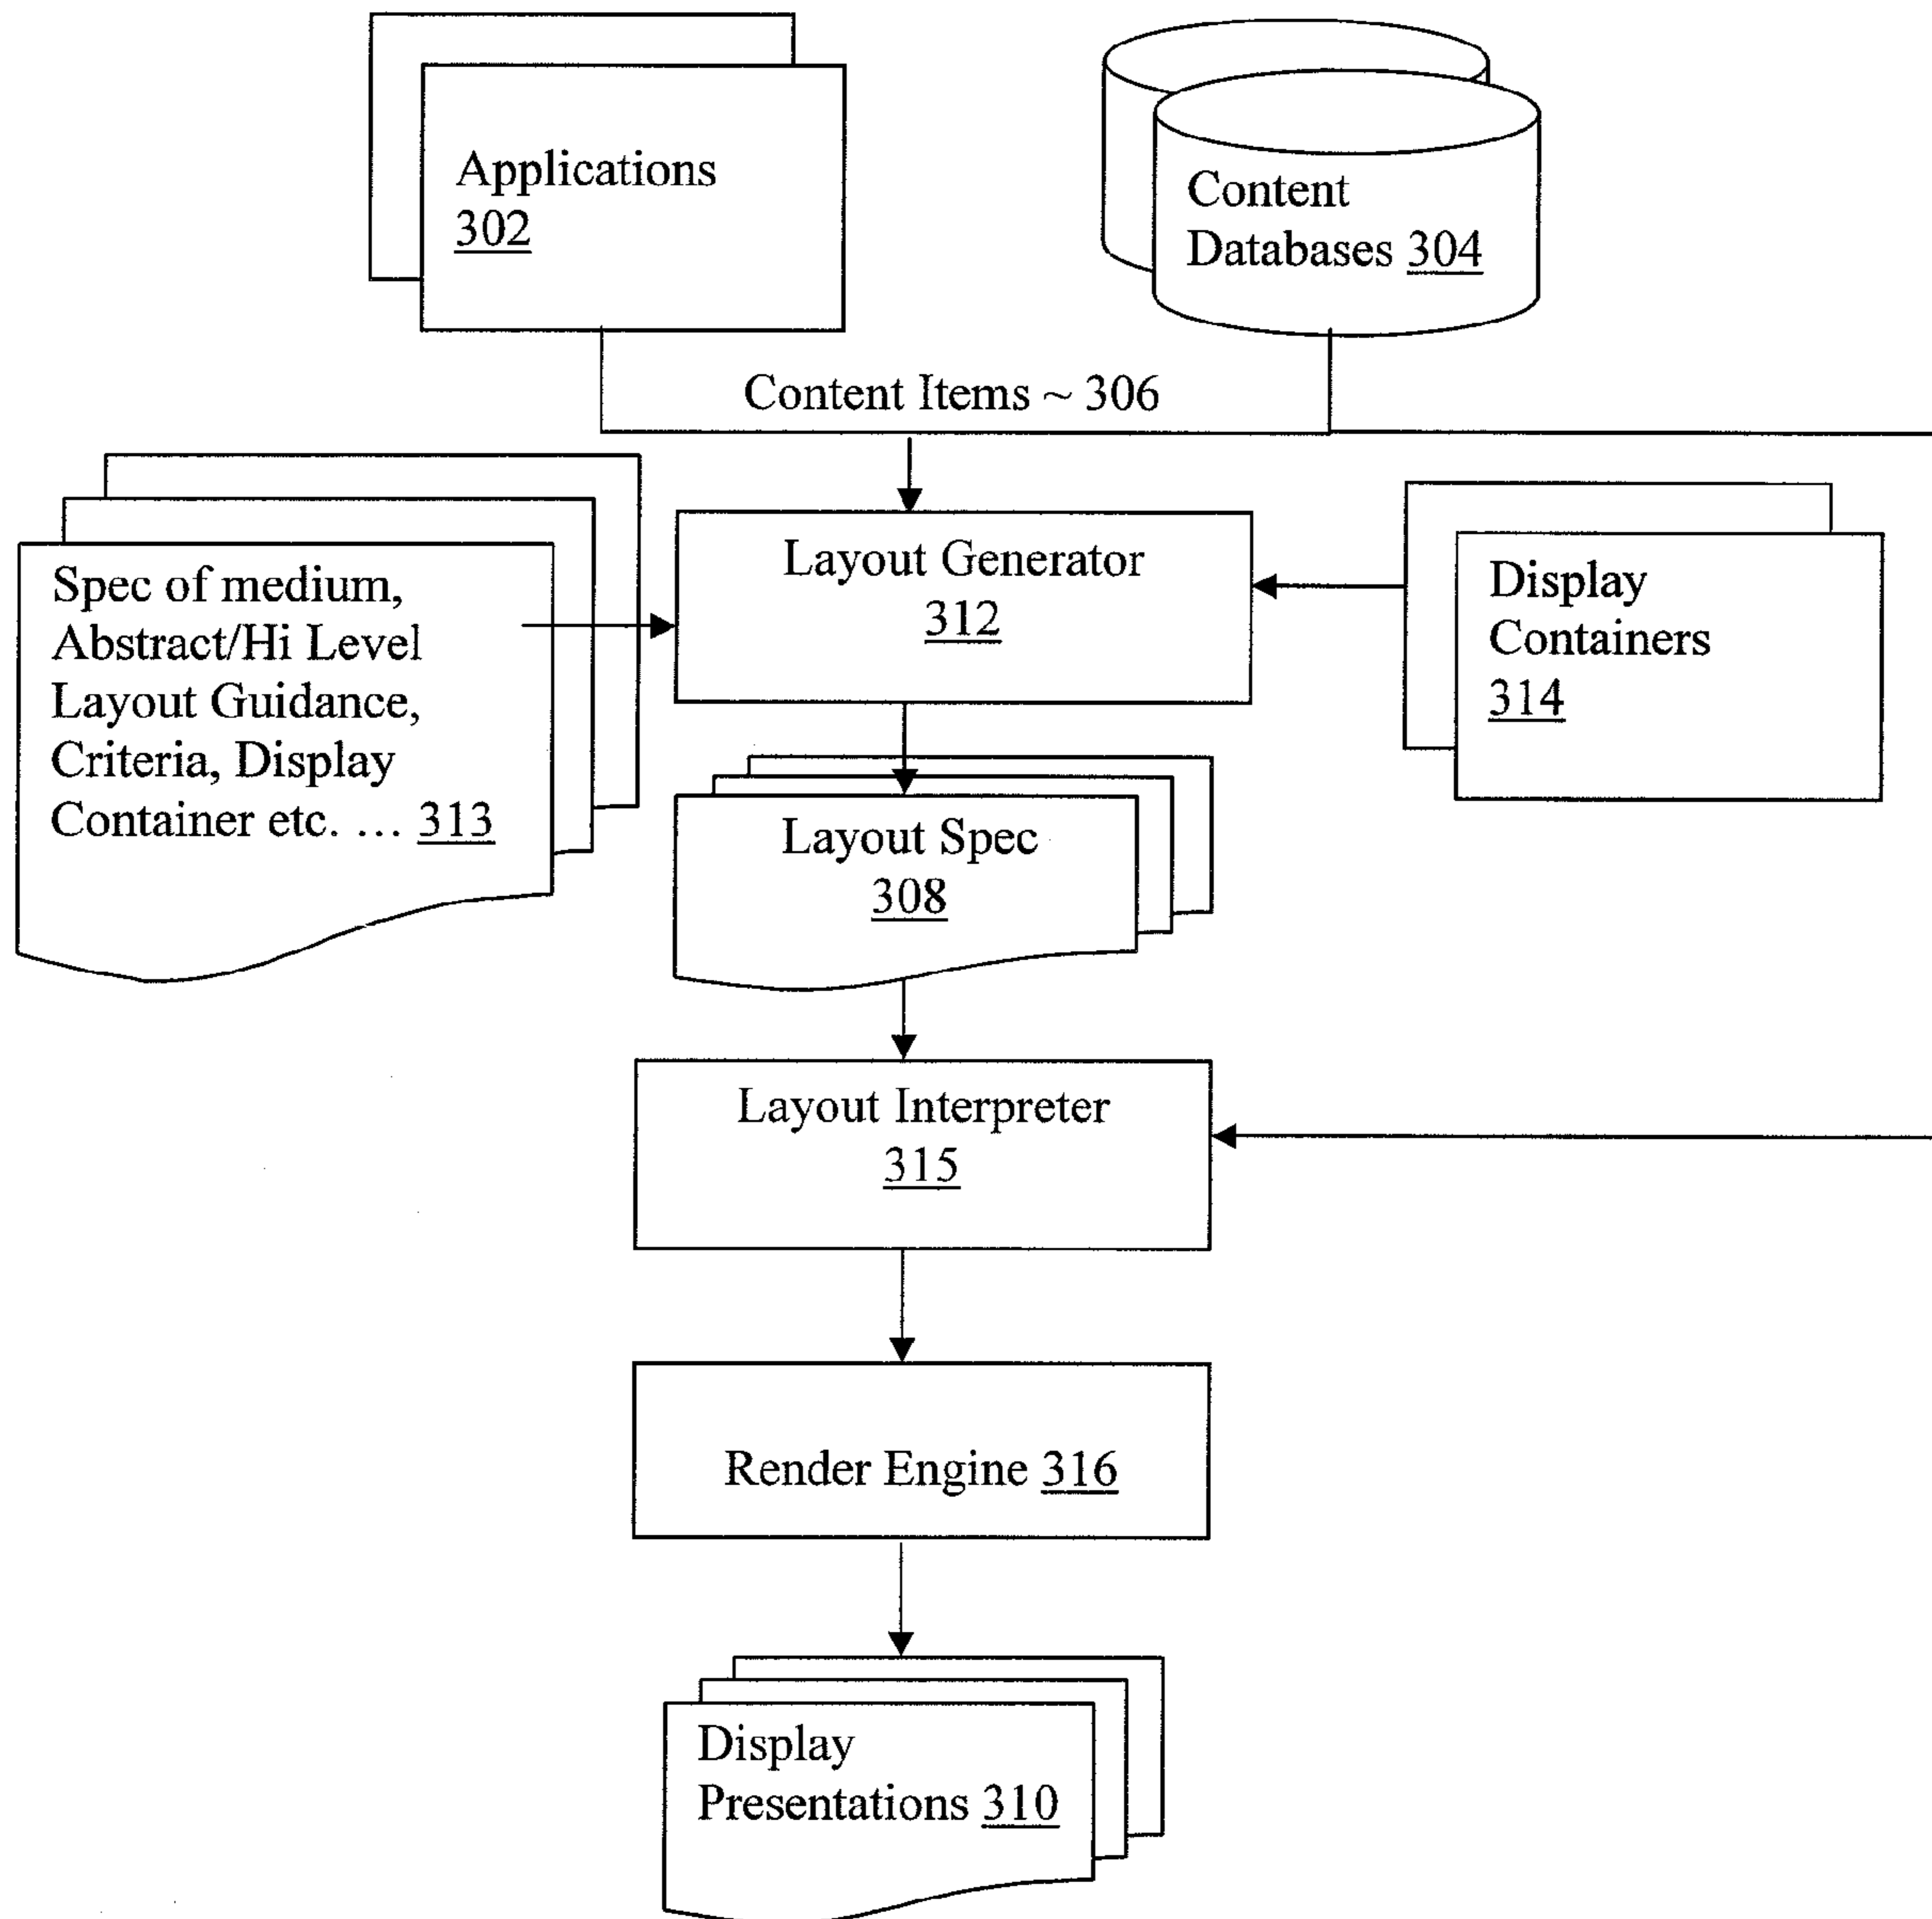 Applications
302
Content
Databases 304
Content Items ~ 306
Spec of medium,
Abstract/Hi Level
Layout Guidance,
Criteria, Display
Container etc. … 313
Layout Generator
312
Display
Containers
314
Layout Spec
308
Layout Interpreter
315
Render Engine 316
Display
Presentations 310